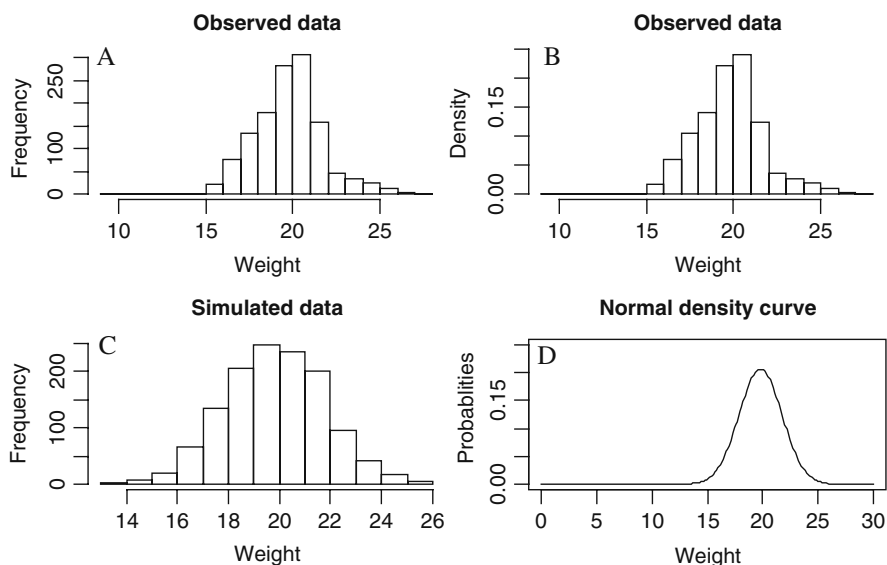 Observed data
A
Frequency
0 100 250
10 15 20 25
Weight
Observed data
B
Density
0.00 0.15
10 15 20 25
Weight
Simulated data
C
Frequency
0 100 200
14 16 18 20 22 24 26
Weight
Normal density curve
D
Probablities
0.00 0.15
0 5 10 15 20 25 30
Weight